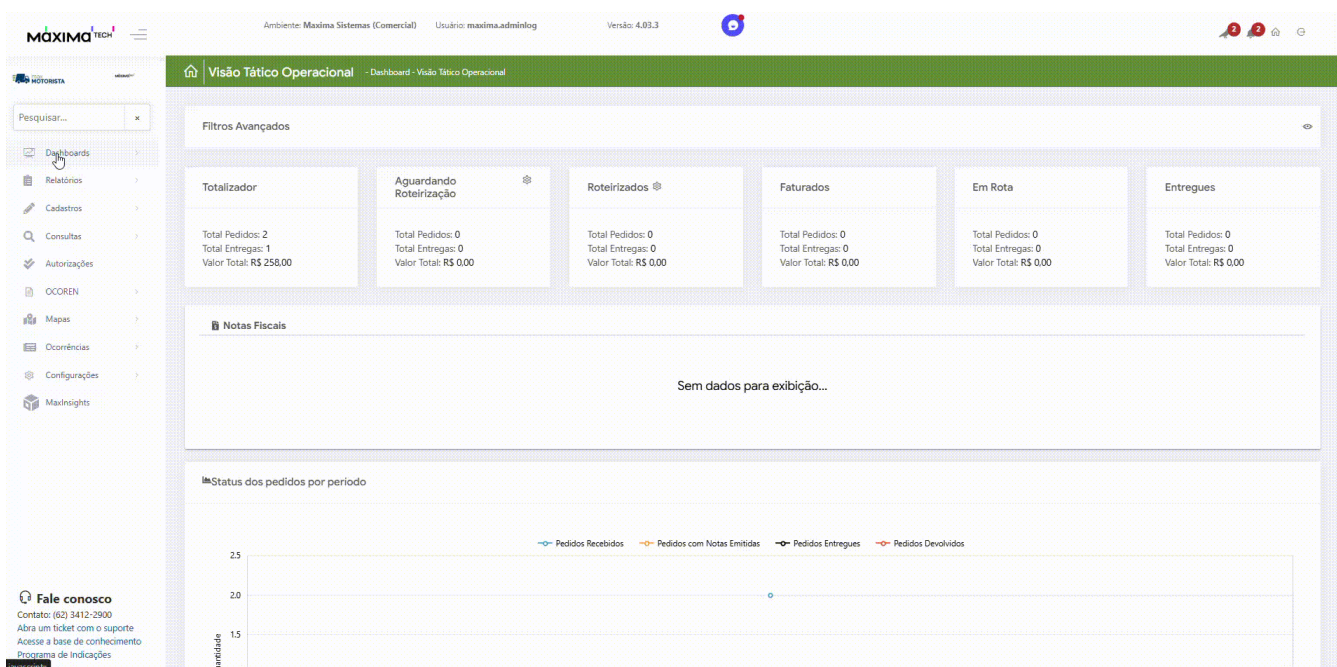 Ambiente: Maxima Sistemas (Comercial) Usuário: maxima.adminlog Versão: 4.03.3
MáXIMA TECH
2 2
MOTORISTA
Visão Tático Operacional - Dashboard - Visão Tático Operacional
Pesquisar... ×
Dashboards
Relatórios
Cadastros
Consultas
Autorizações
OCOREN
Mapas
Ocorrências
Configurações
MaxInsights
Filtros Avançados
Totalizador
Total Pedidos: 2
Total Entregas: 1
Valor Total: R$ 258,00
Aguardando
Roteirização
Total Pedidos: 0
Total Entregas: 0
Valor Total: R$ 0,00
Roteirizados
Total Pedidos: 0
Total Entregas: 0
Valor Total: R$ 0,00
Faturados
Total Pedidos: 0
Total Entregas: 0
Valor Total: R$ 0,00
Em Rota
Total Pedidos: 0
Total Entregas: 0
Valor Total: R$ 0,00
Entregues
Total Pedidos: 0
Total Entregas: 0
Valor Total: R$ 0,00
Notas Fiscais
Sem dados para exibição...
Status dos pedidos por periodo
Pedidos Recebidos Pedidos com Notas Emitidas Pedidos Entregues Pedidos Devolvidos
2.5
2.0
1.5
Fale conosco
Contato: (62) 3412-2900
Abra um ticket com o suporte
Acesse a base de conhecimento
Programa de Indicações